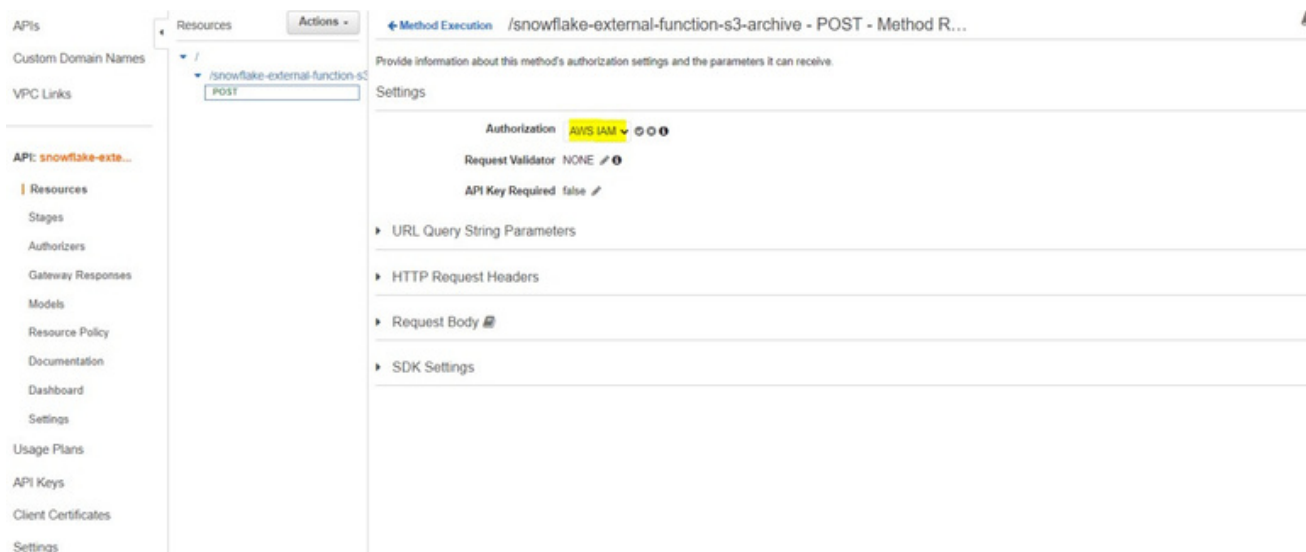 APIs
Custom Domain Names
VPC Links
API: snowflake-exte...
Resources
Stages
Authorizers
Gateway Responses
Models
Resource Policy
Documentation
Dashboard
Settings
Usage Plans
API Keys
Client Certificates
Settings
Resources
Actions
/
/snowflake-external-function-s3
POST
Method Execution /snowflake-external-function-s3-archive - POST - Method R...
Provide information about this method's authorization settings and the parameters it can receive.
Settings
Authorization AWS IAM
Request Validator NONE
API Key Required false
URL Query String Parameters
HTTP Request Headers
Request Body
SDK Settings